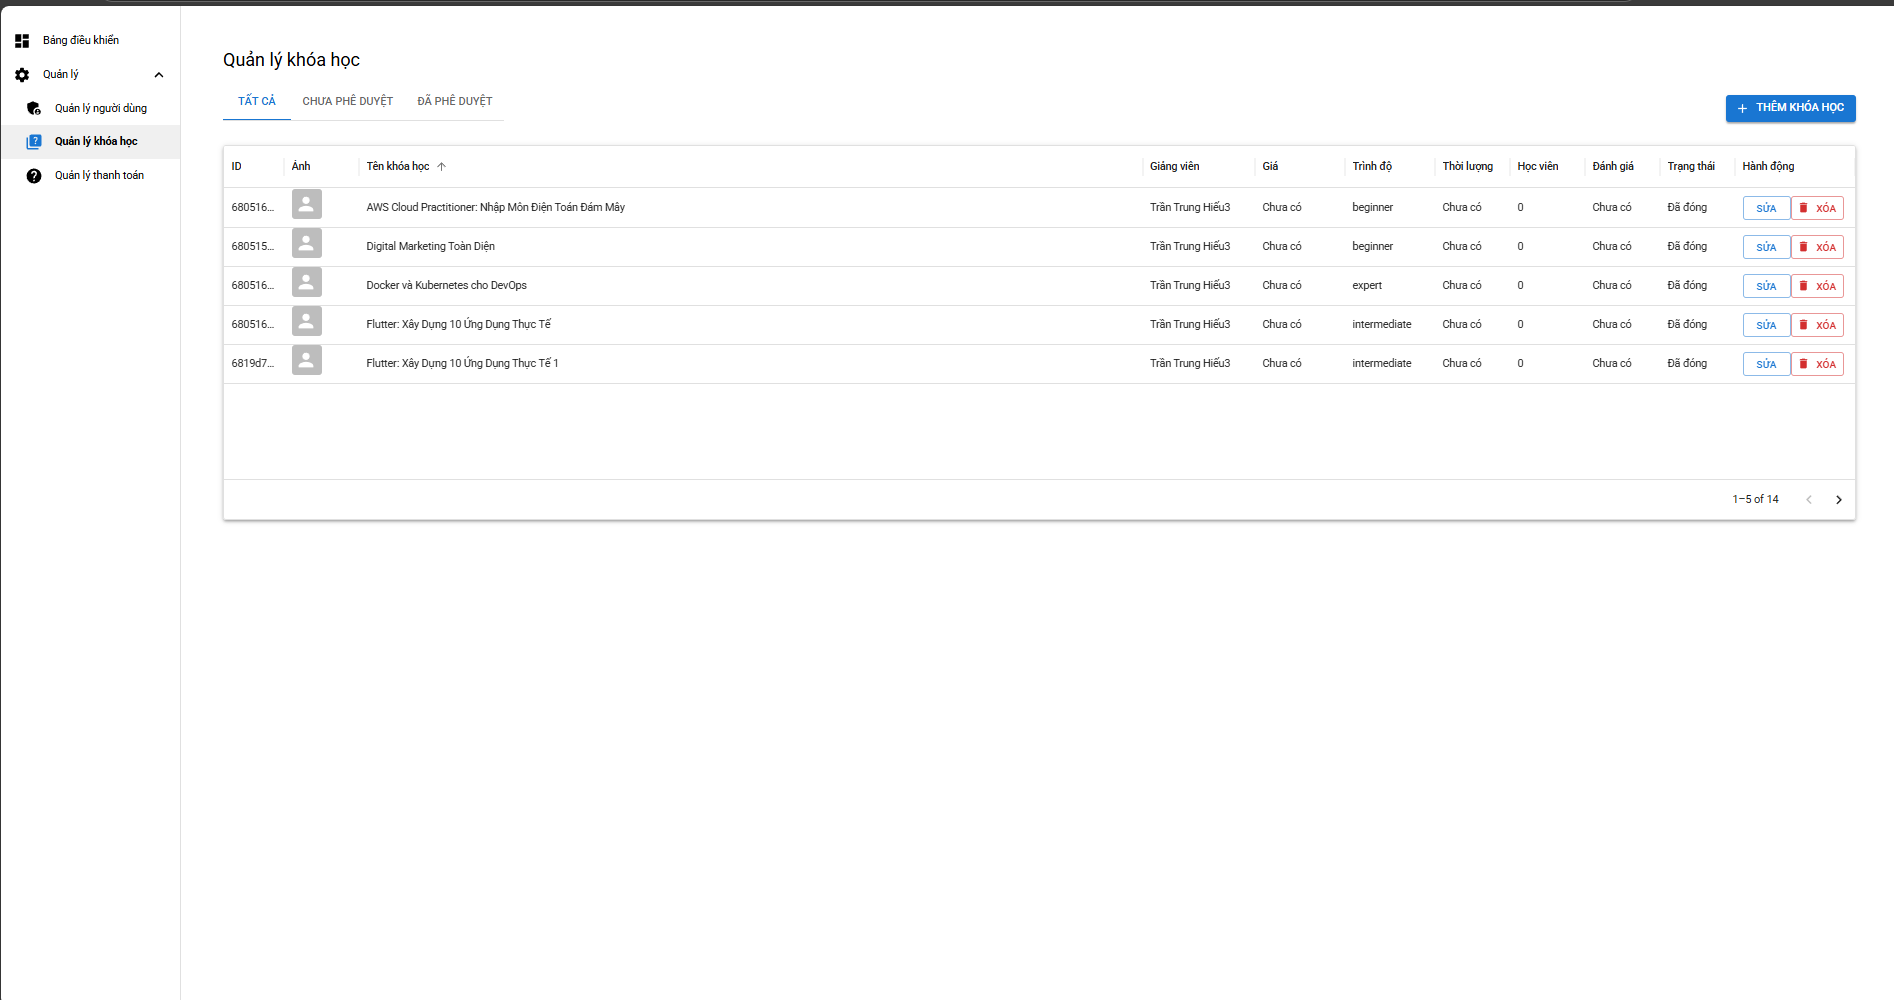 Bảng điều khiển
Quản lý
Quản lý người dùng
Quản lý khóa học
Quản lý thanh toán
Quản lý khóa học
TẤT CẢ CHƯA PHÊ DUYỆT ĐÃ PHÊ DUYỆT
THÊM KHÓA HỌC
ID Ảnh Tên khóa học Giảng viên Giá Trình độ Thời lượng Học viên Đánh giá Trạng thái Hành động
680516... AWS Cloud Practitioner: Nhập Môn Điện Toán Đám Mây Trần Trung Hiếu3 Chưa có beginner Chưa có 0 Chưa có Đã đóng SỬA XÓA
680515... Digital Marketing Toàn Diện Trần Trung Hiếu3 Chưa có beginner Chưa có 0 Chưa có Đã đóng SỬA XÓA
680516... Docker và Kubernetes cho DevOps Trần Trung Hiếu3 Chưa có expert Chưa có 0 Chưa có Đã đóng SỬA XÓA
680516... Flutter: Xây Dựng 10 Ứng Dụng Thực Tế Trần Trung Hiếu3 Chưa có intermediate Chưa có 0 Chưa có Đã đóng SỬA XÓA
6819d7... Flutter: Xây Dựng 10 Ứng Dụng Thực Tế 1 Trần Trung Hiếu3 Chưa có intermediate Chưa có 0 Chưa có Đã đóng SỬA XÓA
1–5 of 14